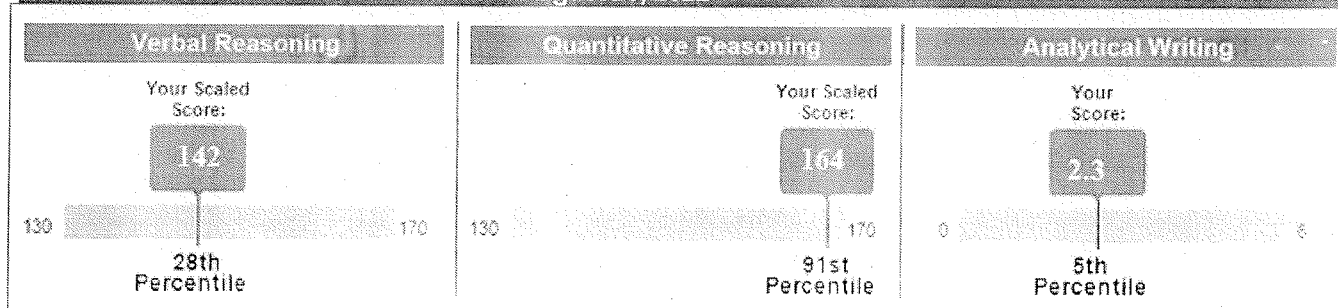 Verbal Reasoning
Your Scaled
Score:
142
130
170
28th
Percentile
Quantitative Reasoning
Your Scaled
Score:
164
130
170
91st
Percentile
Analytical Writing
Your
Score:
2.3
0
6
5th
Percentile